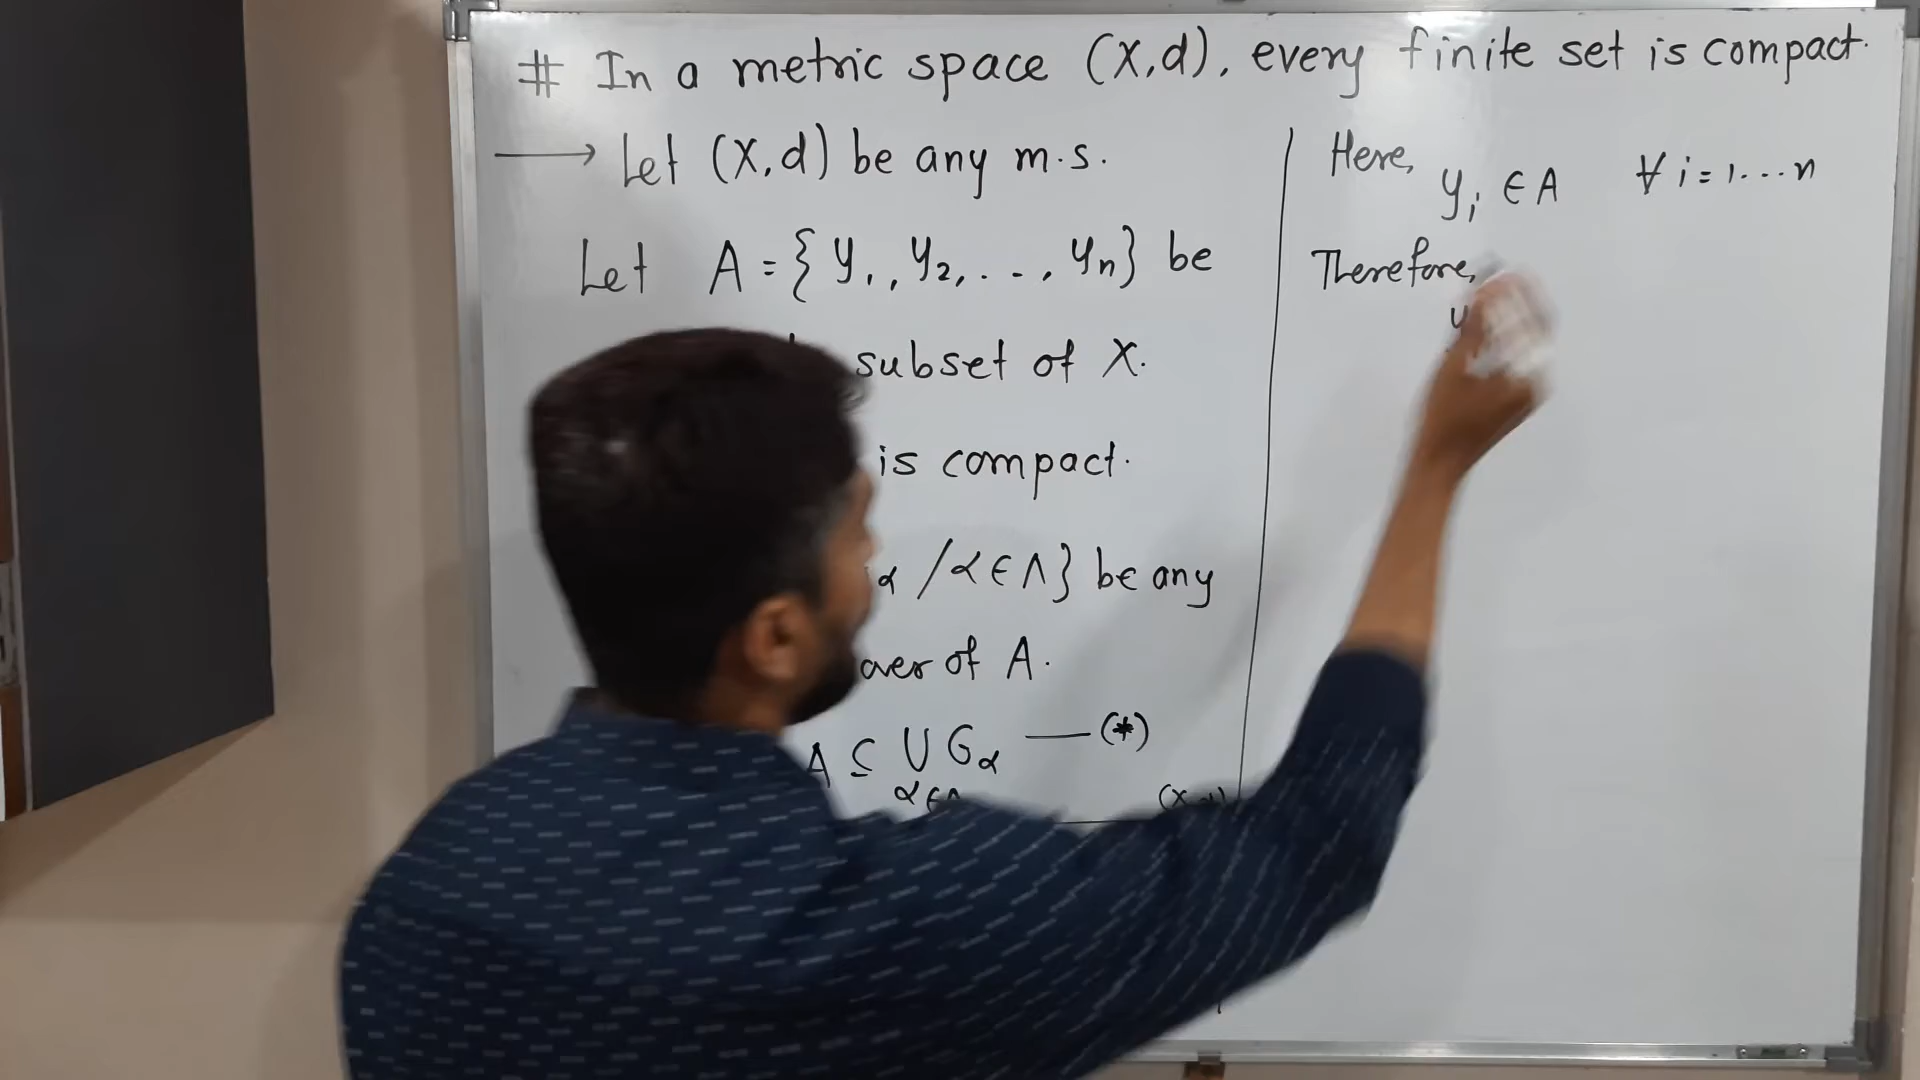 # In a metric space (X,d), every finite set is compact.
→ Let (X,d) be any m.s.
Let A = {y₁, y₂, . . ., yₙ} be
subset of X.
is compact.
α /α∈Λ} be any
of A.
A ⊆ ∪ Gα —(*)
α∈Λ
Here,
yᵢ ∈ A ∀ i = 1...n
Therefore,
y